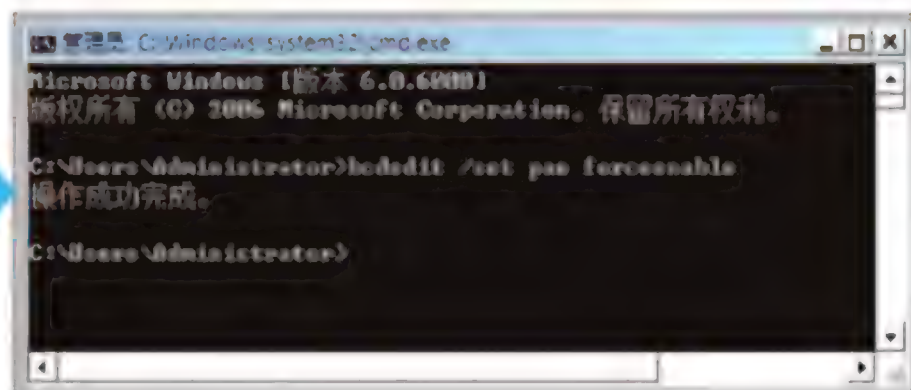 管理员: C:\Windows\system32\cmd.exe
Microsoft Windows [版本 6.0.6000]
版权所有 (C) 2006 Microsoft Corporation。保留所有权利。
C:\Users\Administrator>bcdedit /set pae forceenable
操作成功完成。
C:\Users\Administrator>